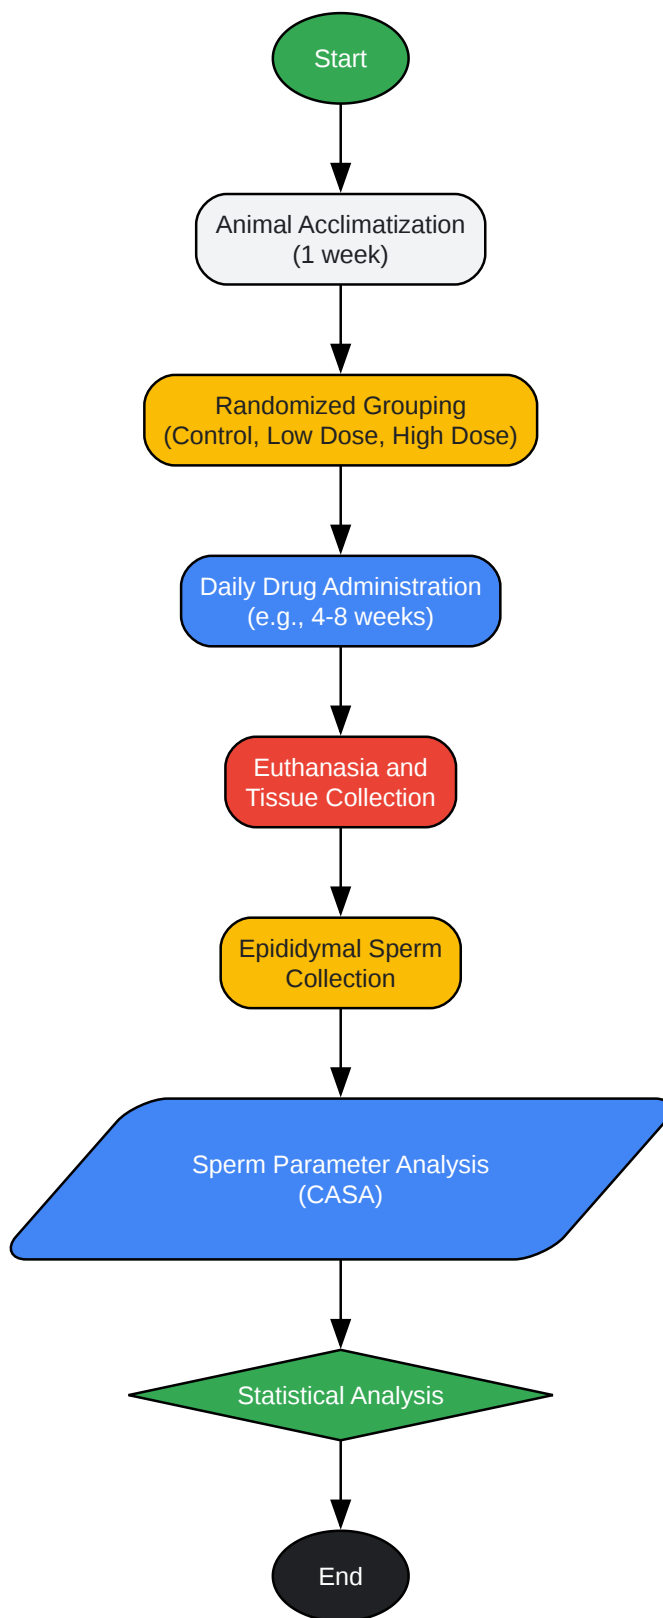 Start
Animal Acclimatization
(1 week)
Randomized Grouping
(Control, Low Dose, High Dose)
Daily Drug Administration
(e.g., 4-8 weeks)
Euthanasia and
Tissue Collection
Epididymal Sperm
Collection
Sperm Parameter Analysis
(CASA)
Statistical Analysis
End